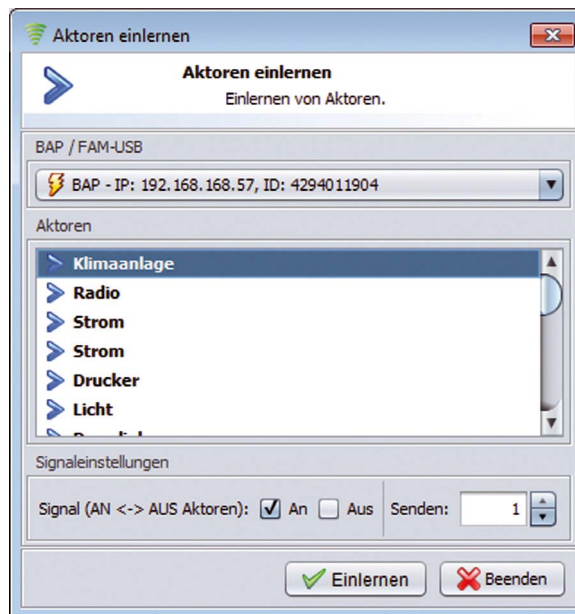 Aktoren einlernen
Aktoren einlernen
Einlernen von Aktoren.
BAP / FAM-USB
BAP - IP: 192.168.168.57, ID: 4294011904
Aktoren
Klimaanlage
Radio
Strom
Strom
Drucker
Licht
Signaleinstellungen
Signal (AN <-> AUS Aktoren): An Aus Senden: 1
Einlernen Beenden